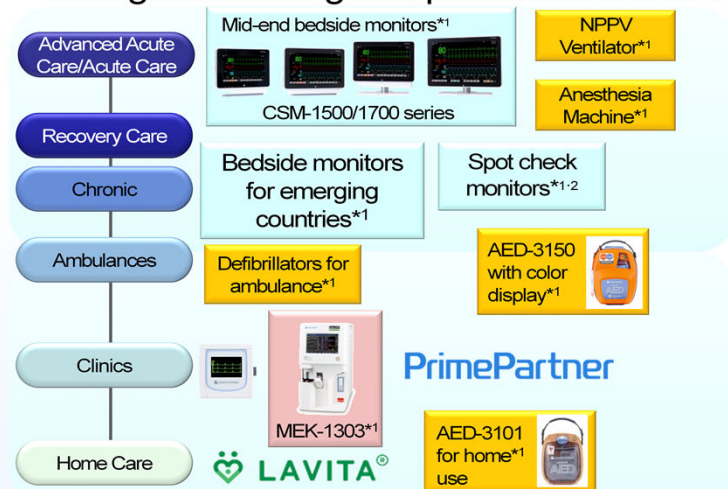 Advanced Acute
Care/Acute Care
Mid-end bedside monitors*1
CSM-1500/1700 series
NPPV
Ventilator*1
Anesthesia
Machine*1
Recovery Care
Chronic
Bedside monitors
for emerging
countries*1
Spot check
monitors*1·2
Ambulances
Defibrillators for
ambulance*1
AED-3150
with color
display*1
AED
Clinics
MEK-1303*1
PrimePartner
Home Care
LAVITA®
AED-3101
for home*1
use
AED